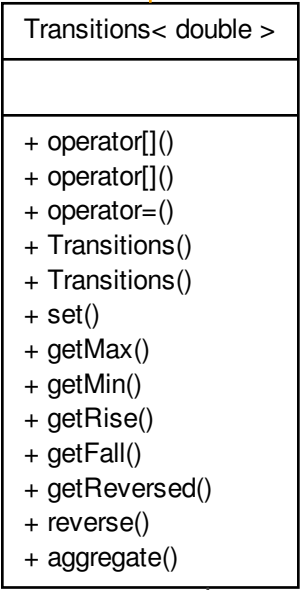 Transitions< double >
+ operator[]()
+ operator[]()
+ operator=()
+ Transitions()
+ Transitions()
+ set()
+ getMax()
+ getMin()
+ getRise()
+ getFall()
+ getReversed()
+ reverse()
+ aggregate()